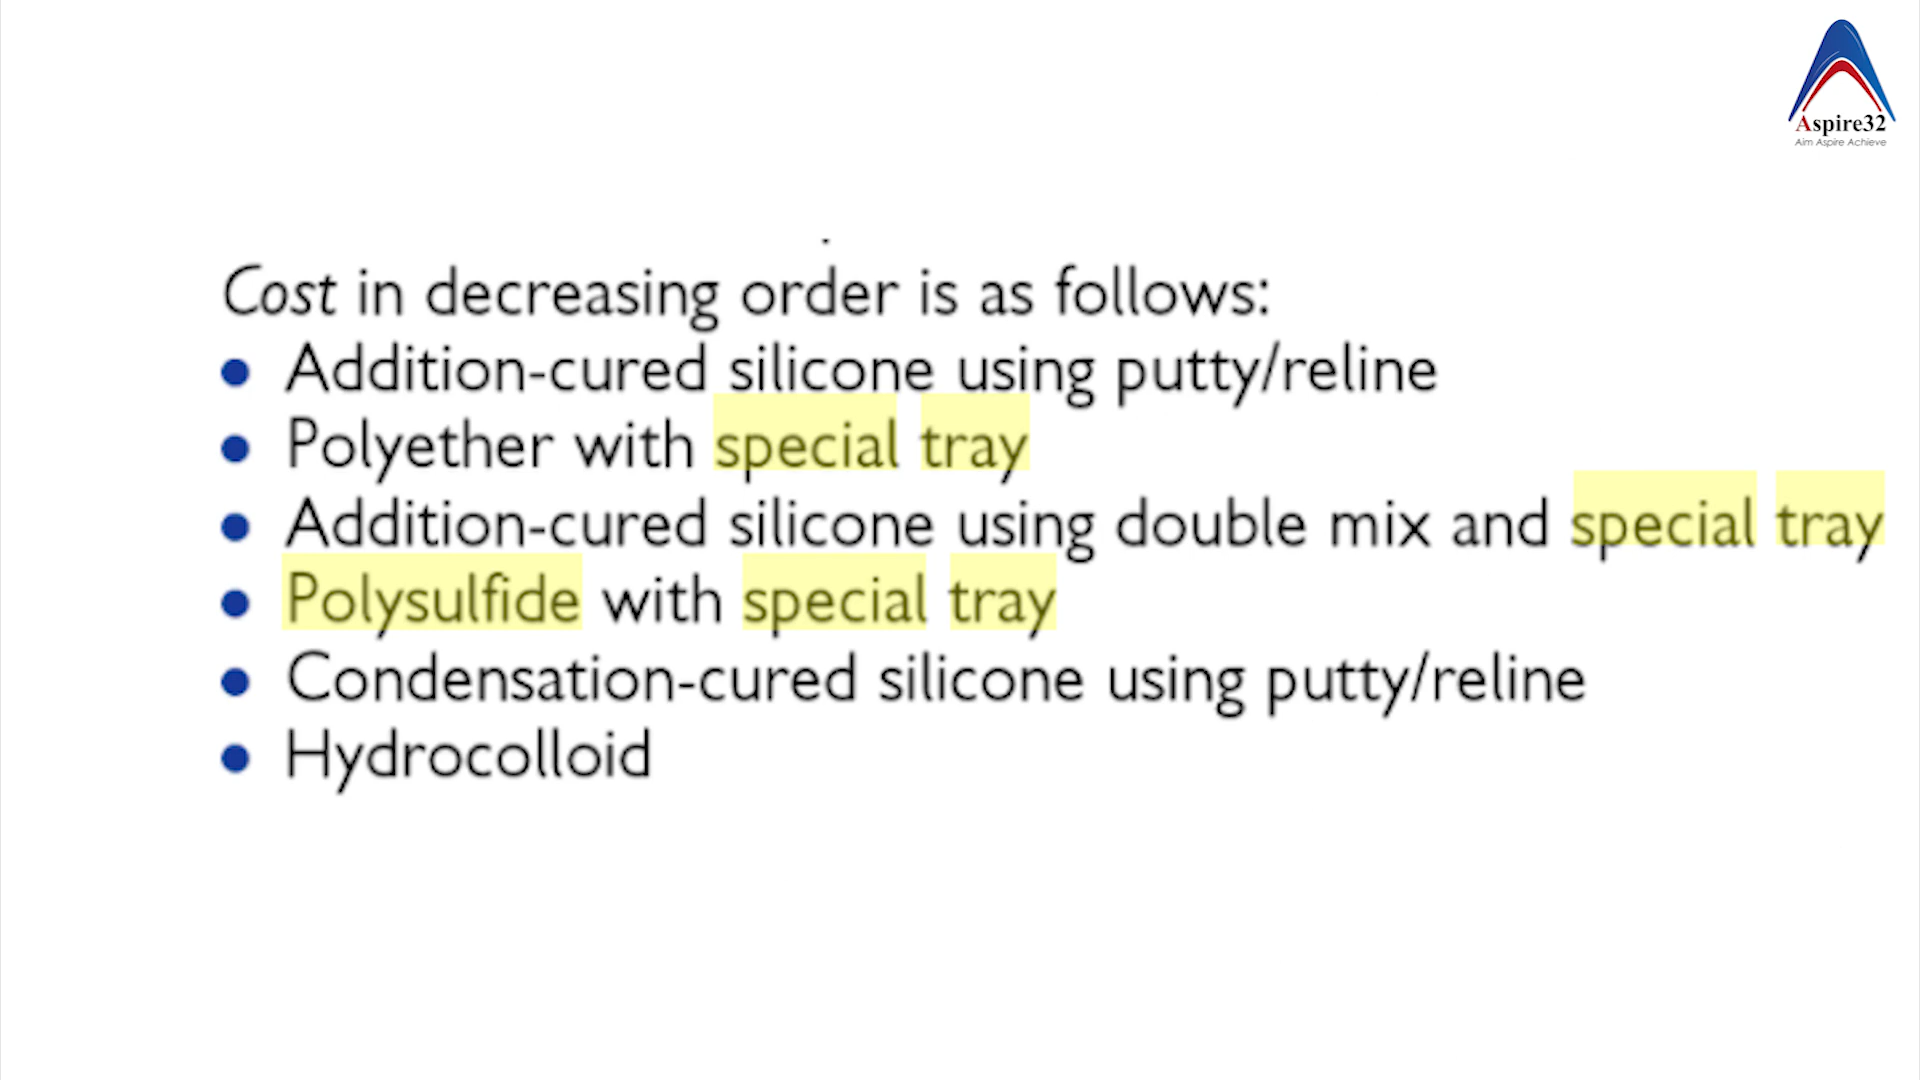 Aspire32
Aim Aspire Achieve
Cost in decreasing order is as follows:
● Addition-cured silicone using putty/reline
● Polyether with special tray
● Addition-cured silicone using double mix and special tray
● Polysulfide with special tray
● Condensation-cured silicone using putty/reline
● Hydrocolloid